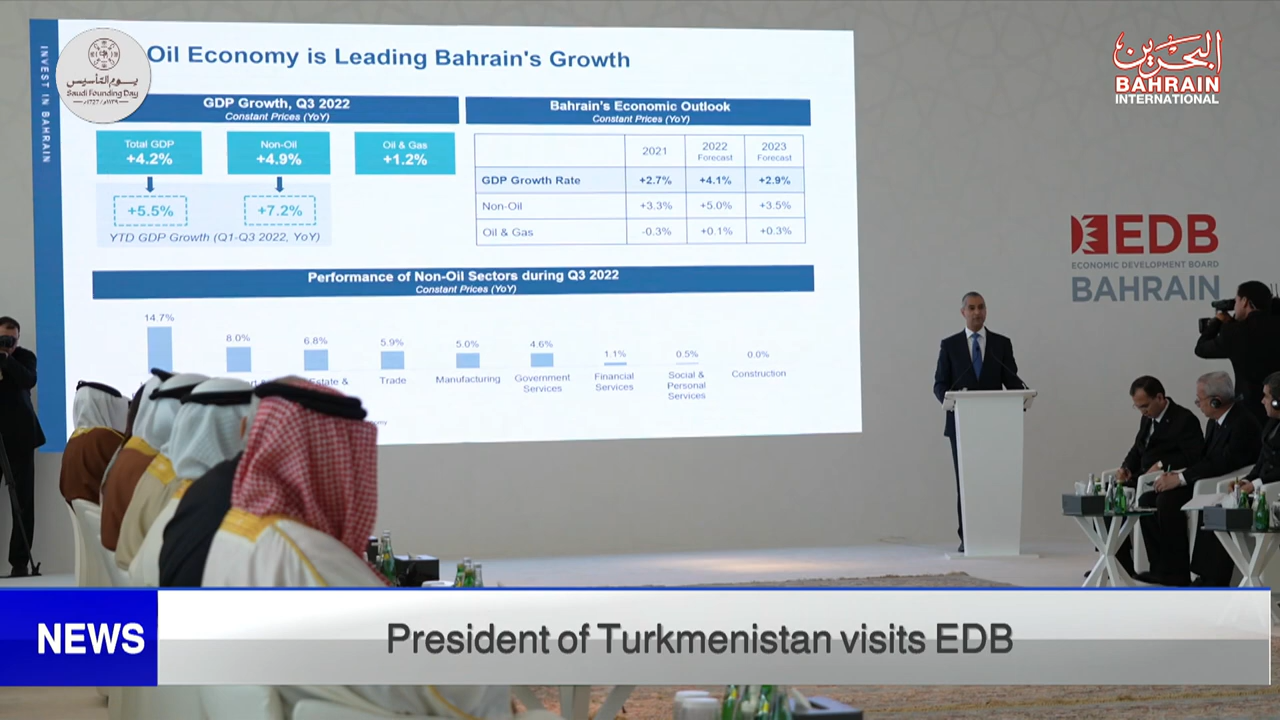 INVEST IN BAHRAIN
يوم التأسيس
Saudi Founding Day
Oil Economy is Leading Bahrain's Growth
GDP Growth, Q3 2022
Constant Prices (YoY)
Total GDP
+4.2%
Non-Oil
+4.9%
Oil & Gas
+1.2%
+5.5%
+7.2%
YTD GDP Growth (Q1-Q3 2022, YoY)
Bahrain's Economic Outlook
Constant Prices (YoY)
2021 2022 Forecast 2023 Forecast
GDP Growth Rate +2.7% +4.1% +2.9%
Non-Oil +3.3% +5.0% +3.5%
Oil & Gas -0.3% +0.1% +0.3%
Performance of Non-Oil Sectors during Q3 2022
Constant Prices (YoY)
14.7% 8.0% 6.8% 5.9% 5.0% 4.6% 1.1% 0.5% 0.0%
Estate &
Trade
Manufacturing
Government
Services
Financial
Services
Social &
Personal
Services
Construction
البحرين
BAHRAIN
INTERNATIONAL
EDB
ECONOMIC DEVELOPMENT BOARD
BAHRAIN
NEWS
President of Turkmenistan visits EDB